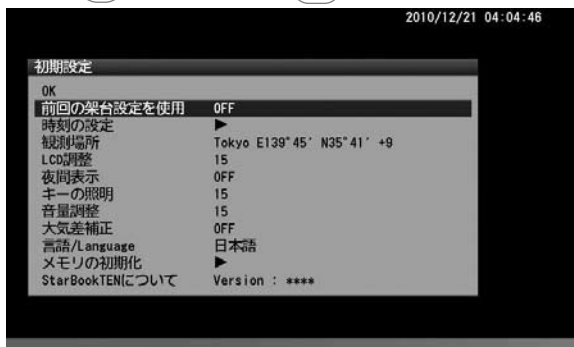 2010/12/21 04:04:46
初期設定
OK
前回の架台設定を使用 OFF
時刻の設定 ▶
観測場所 Tokyo E139°45′ N35°41′ +9
LCD調整 15
夜間表示 OFF
キーの照明 15
音量調整 15
大気差補正 OFF
言語/Language 日本語
メモリの初期化 ▶
StarBookTENについて Version : ****